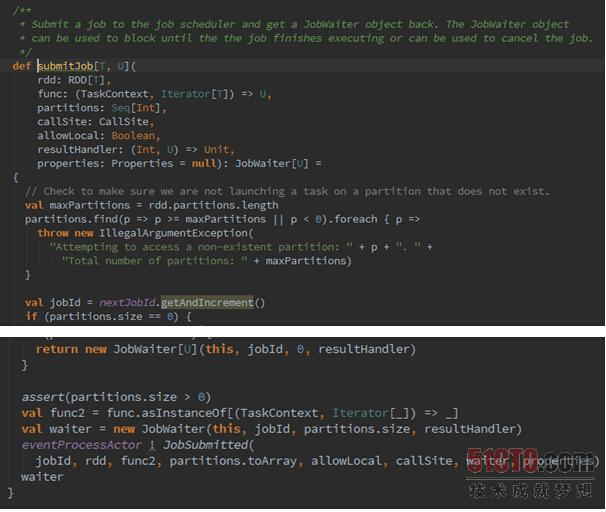 /**
 * Submit a job to the job scheduler and get a JobWaiter object back. The JobWaiter object
 * can be used to block until the the job finishes executing or can be used to cancel the job.
 */
def submitJob[T, U](
    rdd: RDD[T],
    func: (TaskContext, Iterator[T]) => U,
    partitions: Seq[Int],
    callSite: CallSite,
    allowLocal: Boolean,
    resultHandler: (Int, U) => Unit,
    properties: Properties = null): JobWaiter[U] =
{
  // Check to make sure we are not launching a task on a partition that does not exist.
  val maxPartitions = rdd.partitions.length
  partitions.find(p => p >= maxPartitions || p < 0).foreach { p =>
    throw new IllegalArgumentException(
      "Attempting to access a non-existent partition: " + p + ". " +
        "Total number of partitions: " + maxPartitions)
  }
  val jobId = nextJobId.getAndIncrement()
  if (partitions.size == 0) {
    return new JobWaiter[U](this, jobId, 0, resultHandler)
  }
  assert(partitions.size > 0)
  val func2 = func.asInstanceOf[(TaskContext, Iterator[_]) => _]
  val waiter = new JobWaiter(this, jobId, partitions.size, resultHandler)
  eventProcessActor ! JobSubmitted(
    jobId, rdd, func2, partitions.toArray, allowLocal, callSite, waiter, properties)
  waiter
}
51CTO.com
技术成就梦想